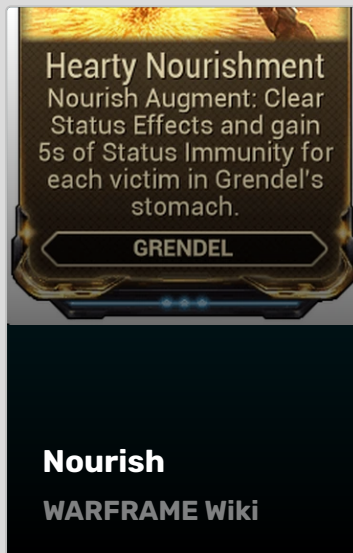 Hearty Nourishment
Nourish Augment: Clear
Status Effects and gain
5s of Status Immunity for
each victim in Grendel's
stomach.
GRENDEL
Nourish
WARFRAME Wiki